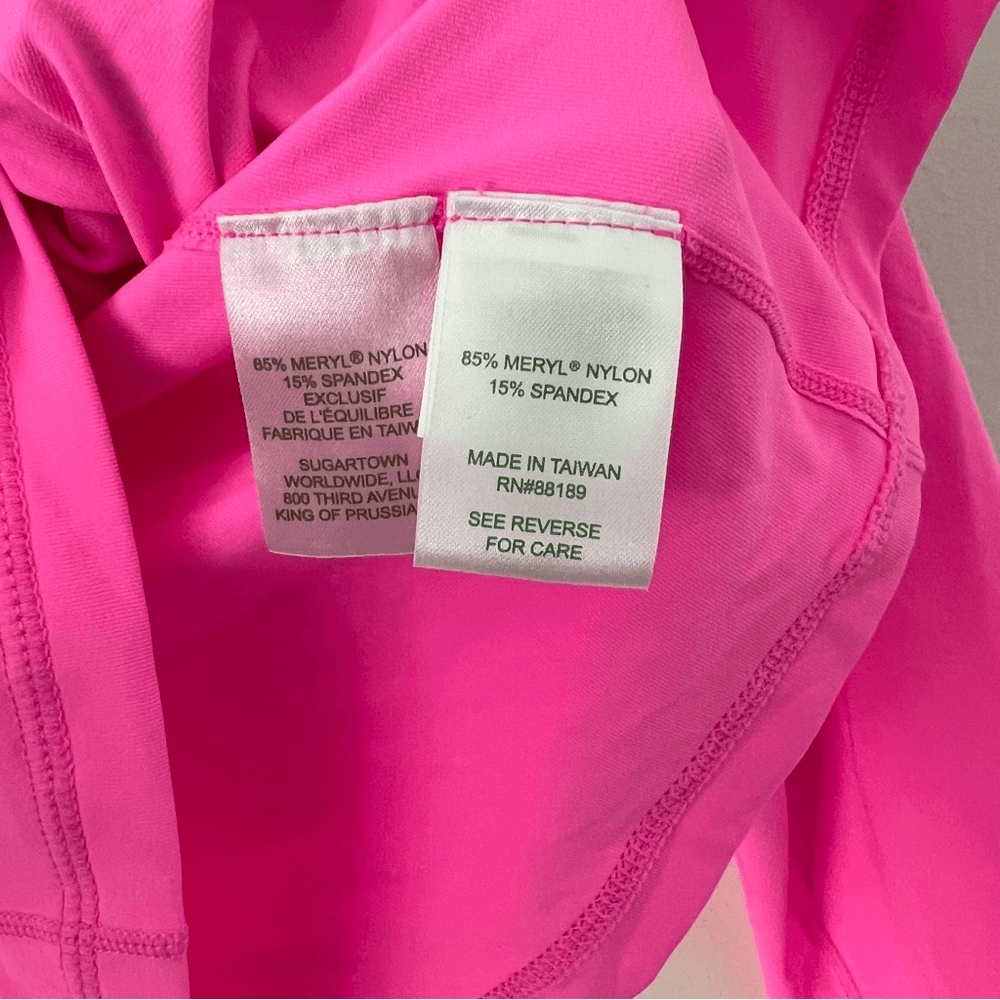 85% MERYL® NYLON
15% SPANDEX
EXCLUSIF
DE L'ÉQUILIBRE
FABRIQUE EN TAIW
SUGARTOWN
WORLDWIDE, LLC
800 THIRD AVENU
KING OF PRUSSIA
85% MERYL® NYLON
15% SPANDEX
MADE IN TAIWAN
RN#88189
SEE REVERSE
FOR CARE